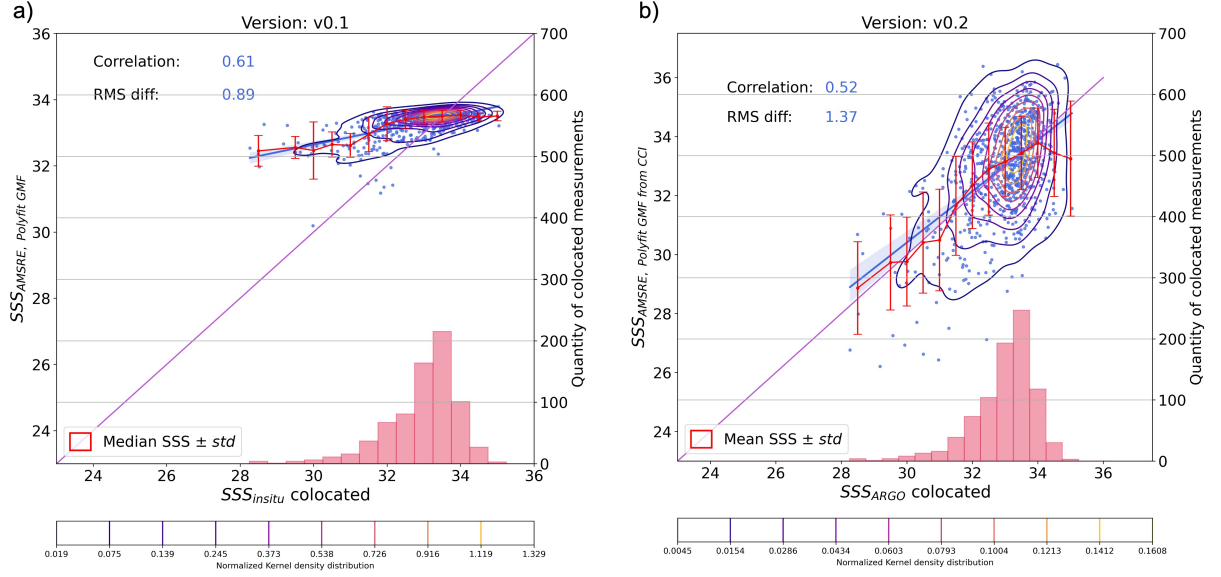 a)
Version: v0.1
Correlation: 0.61
RMS diff: 0.89
SSS_AMSRE, Polyfit GMF
36
34
32
30
28
26
24
700
600
500
400
300
200
100
0
Quantity of colocated measurements
Median SSS ± std
24 26 28 30 32 34 36
SSS_insitu colocated
0.019 0.075 0.139 0.245 0.373 0.538 0.726 0.916 1.119 1.329
Normalized Kernel density distribution
b)
Version: v0.2
Correlation: 0.52
RMS diff: 1.37
SSS_AMSRE, Polyfit GMF from CCI
36
34
32
30
28
26
24
700
600
500
400
300
200
100
0
Quantity of colocated measurements
Mean SSS ± std
24 26 28 30 32 34 36
SSS_ARGO colocated
0.0045 0.0154 0.0286 0.0434 0.0603 0.0793 0.1004 0.1213 0.1412 0.1608
Normalized Kernel density distribution